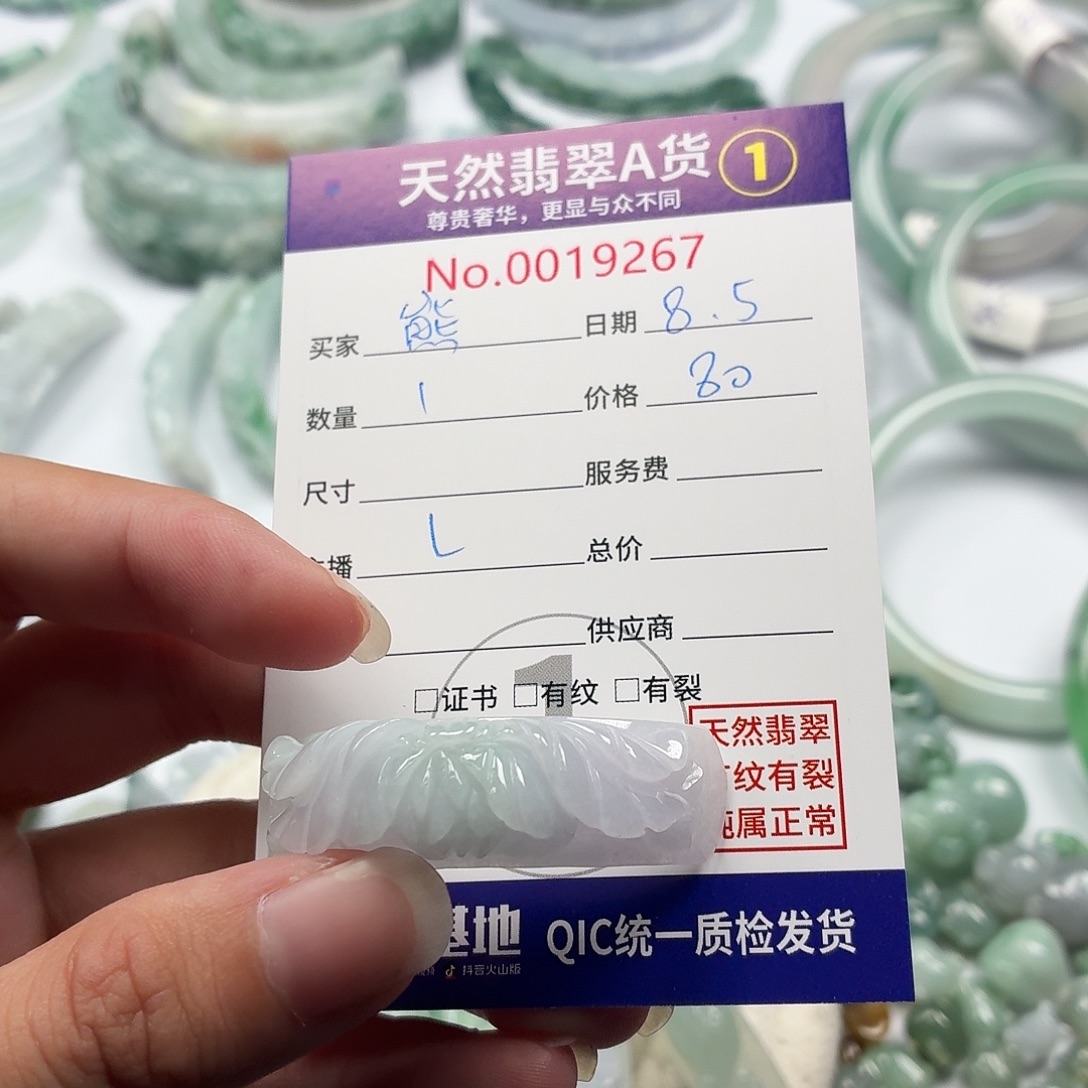 天然翡翠A货 1
尊贵奢华，更显与众不同
No.0019267
买家 熊 日期 8.5
数量 1 价格 80
尺寸 服务费
播 L 总价
供应商
1
□证书 □有纹 □有裂
天然翡翠
纹有裂
属正常
基地 QIC统一质检发货
抖音火山版